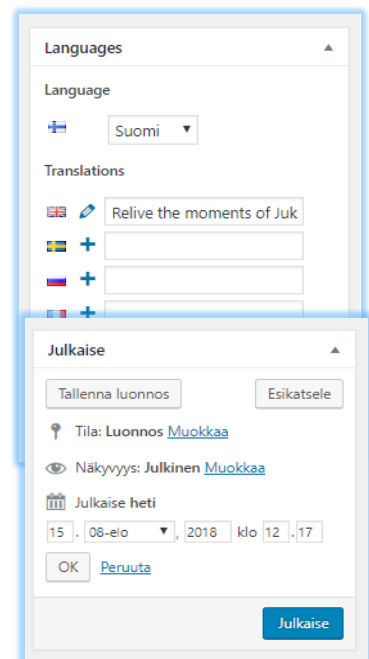 Languages
Language
Suomi
Translations
Relive the moments of Juk
Julkaise
Tallenna luonnos Esikatsele
Tila: Luonnos Muokkaa
Näkyvyys: Julkinen Muokkaa
Julkaise heti
15 . 08-elo , 2018 klo 12 .17
OK Peruuta
Julkaise